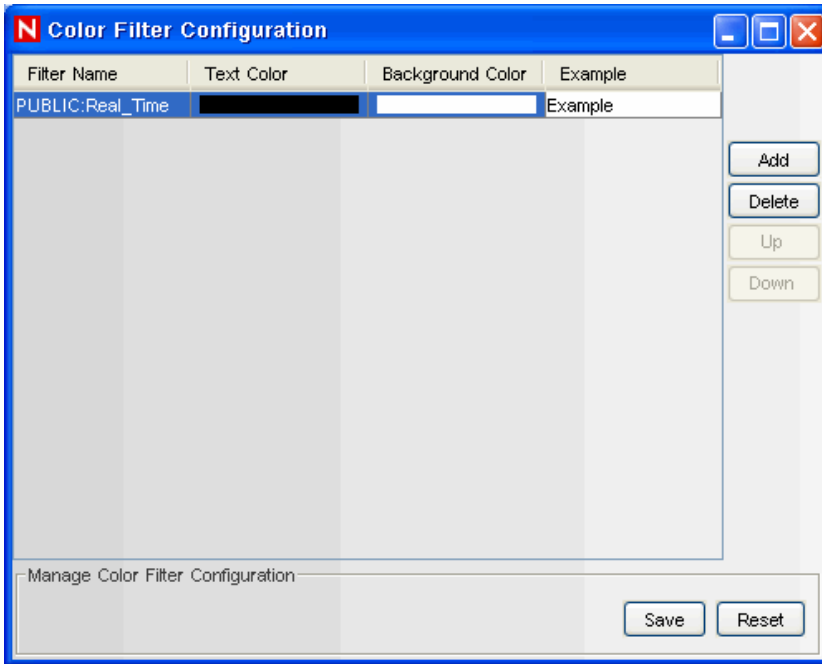 N Color Filter Configuration
Filter Name Text Color Background Color Example
PUBLIC:Real_Time Example
Add
Delete
Up
Down
Manage Color Filter Configuration
Save Reset